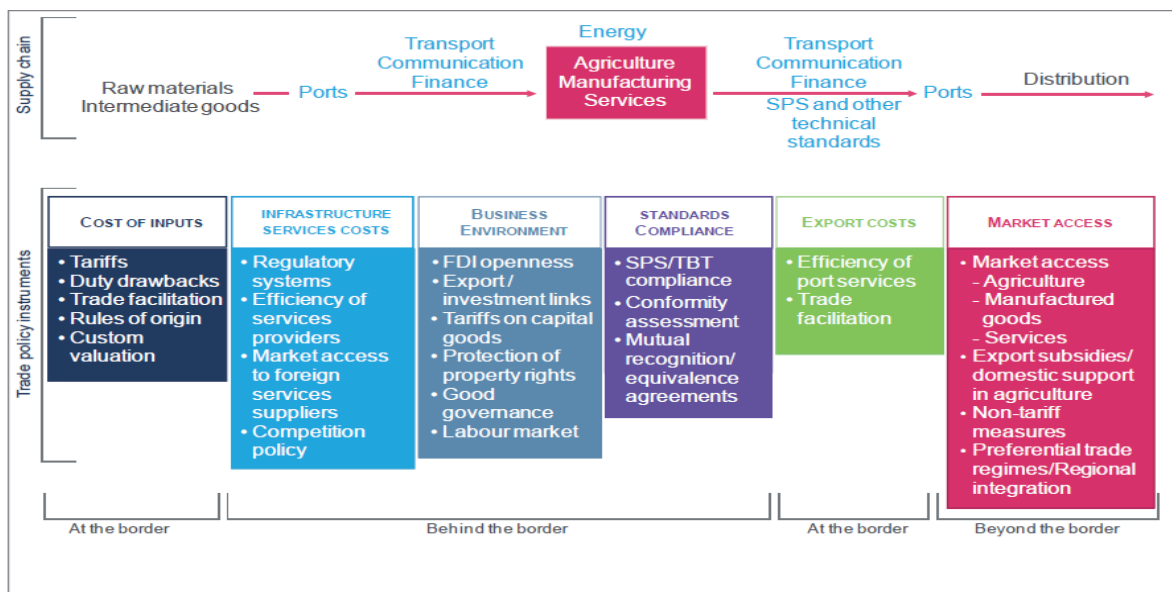 Supply chain
Raw materials
Intermediate goods
Ports
Transport
Communication
Finance
Energy
Agriculture
Manufacturing
Services
Transport
Communication
Finance
SPS and other
technical
standards
Ports
Distribution
Trade policy instruments
COST OF INPUTS
• Tariffs
• Duty drawbacks
• Trade facilitation
• Rules of origin
• Custom
valuation
INFRASTRUCTURE
SERVICES COSTS
• Regulatory
systems
• Efficiency of
services
providers
• Market access
to foreign
services
suppliers
• Competition
policy
BUSINESS
ENVIRONMENT
• FDI openness
• Export /
investment links
• Tariffs on capital
goods
• Protection of
property rights
• Good
governance
• Labour market
STANDARDS
COMPLIANCE
• SPS/TBT
compliance
• Conformity
assessment
• Mutual
recognition/
equivalence
agreements
EXPORT COSTS
• Efficiency of
port services
• Trade
facilitation
MARKET ACCESS
• Market access
- Agriculture
- Manufactured
goods
- Services
• Export subsidies/
domestic support
in agriculture
• Non-tariff
measures
• Preferential trade
regimes/Regional
integration
At the border
Behind the border
At the border
Beyond the border